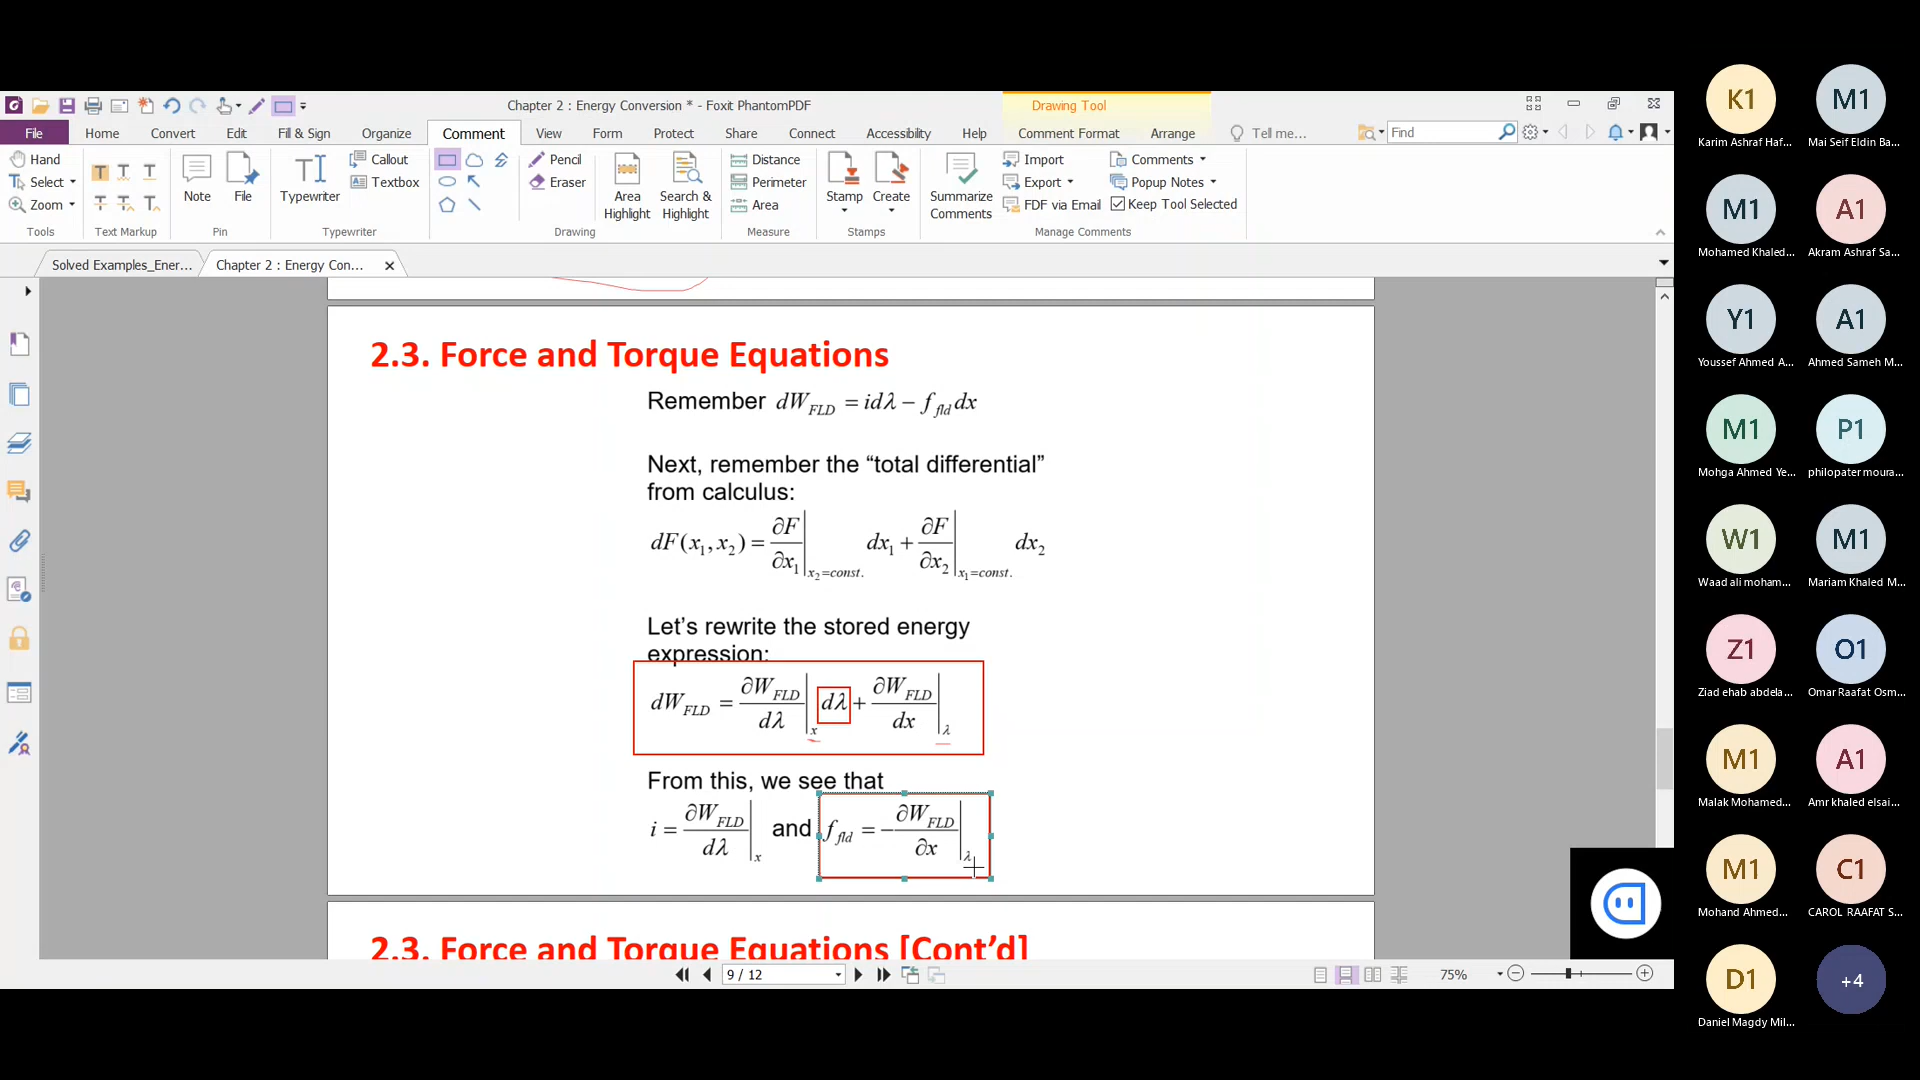 Chapter 2 : Energy Conversion * - Foxit PhantomPDF
Drawing Tool
File Home Convert Edit Fill & Sign Organize Comment View Form Protect Share Connect Accessibility Help Comment Format Arrange Tell me... Find
Hand
Select
Zoom
Tools
Text Markup
Note
File
Pin
Typewriter
Callout
Textbox
Typewriter
Pencil
Eraser
Area Highlight
Search & Highlight
Drawing
Distance
Perimeter
Area
Measure
Stamp
Create
Stamps
Summarize Comments
Import
Export
FDF via Email
Comments
Popup Notes
Keep Tool Selected
Manage Comments
Solved Examples_Ener...
Chapter 2 : Energy Con...
2.3. Force and Torque Equations
Remember dW_FLD = idλ − f_fld dx
Next, remember the “total differential”
from calculus:
dF(x₁, x₂) = ∂F/∂x₁ |x₂=const. dx₁ + ∂F/∂x₂ |x₁=const. dx₂
Let’s rewrite the stored energy
expression:
dW_FLD = ∂W_FLD/dλ |x dλ + ∂W_FLD/dx |λ
From this, we see that
i = ∂W_FLD/dλ |x and f_fld = −∂W_FLD/∂x |λ
2.3. Force and Torque Equations [Cont’d]
9 / 12
75%
K1 M1
Karim Ashraf Haf... Mai Seif Eldin Ba...
M1 A1
Mohamed Khaled... Akram Ashraf Sa...
Y1 A1
Youssef Ahmed A... Ahmed Sameh M...
M1 P1
Mohga Ahmed Ye... philopater moura...
W1 M1
Waad ali moham... Mariam Khaled M...
Z1 O1
Ziad ehab abdela... Omar Raafat Osm...
M1 A1
Malak Mohamed... Amr khaled elsai...
M1 C1
Mohand Ahmed... CAROL RAAFAT S...
D1 +4
Daniel Magdy Mil...